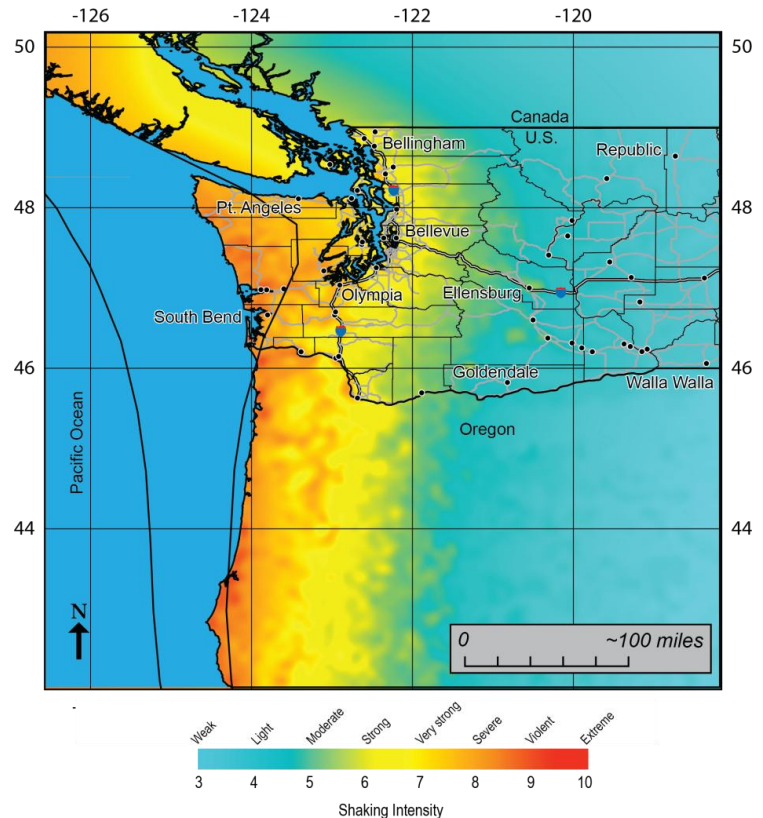 -126 -124 -122 -120
50 50
Canada
U.S.
Bellingham
Republic
48 48
Pt. Angeles
Bellevue
Olympia
Ellensburg
South Bend
46 46
Goldendale
Walla Walla
Oregon
Pacific Ocean
44 44
N
0 ~100 miles
Weak Light Moderate Strong Very strong Severe Violent Extreme
3 4 5 6 7 8 9 10
Shaking Intensity